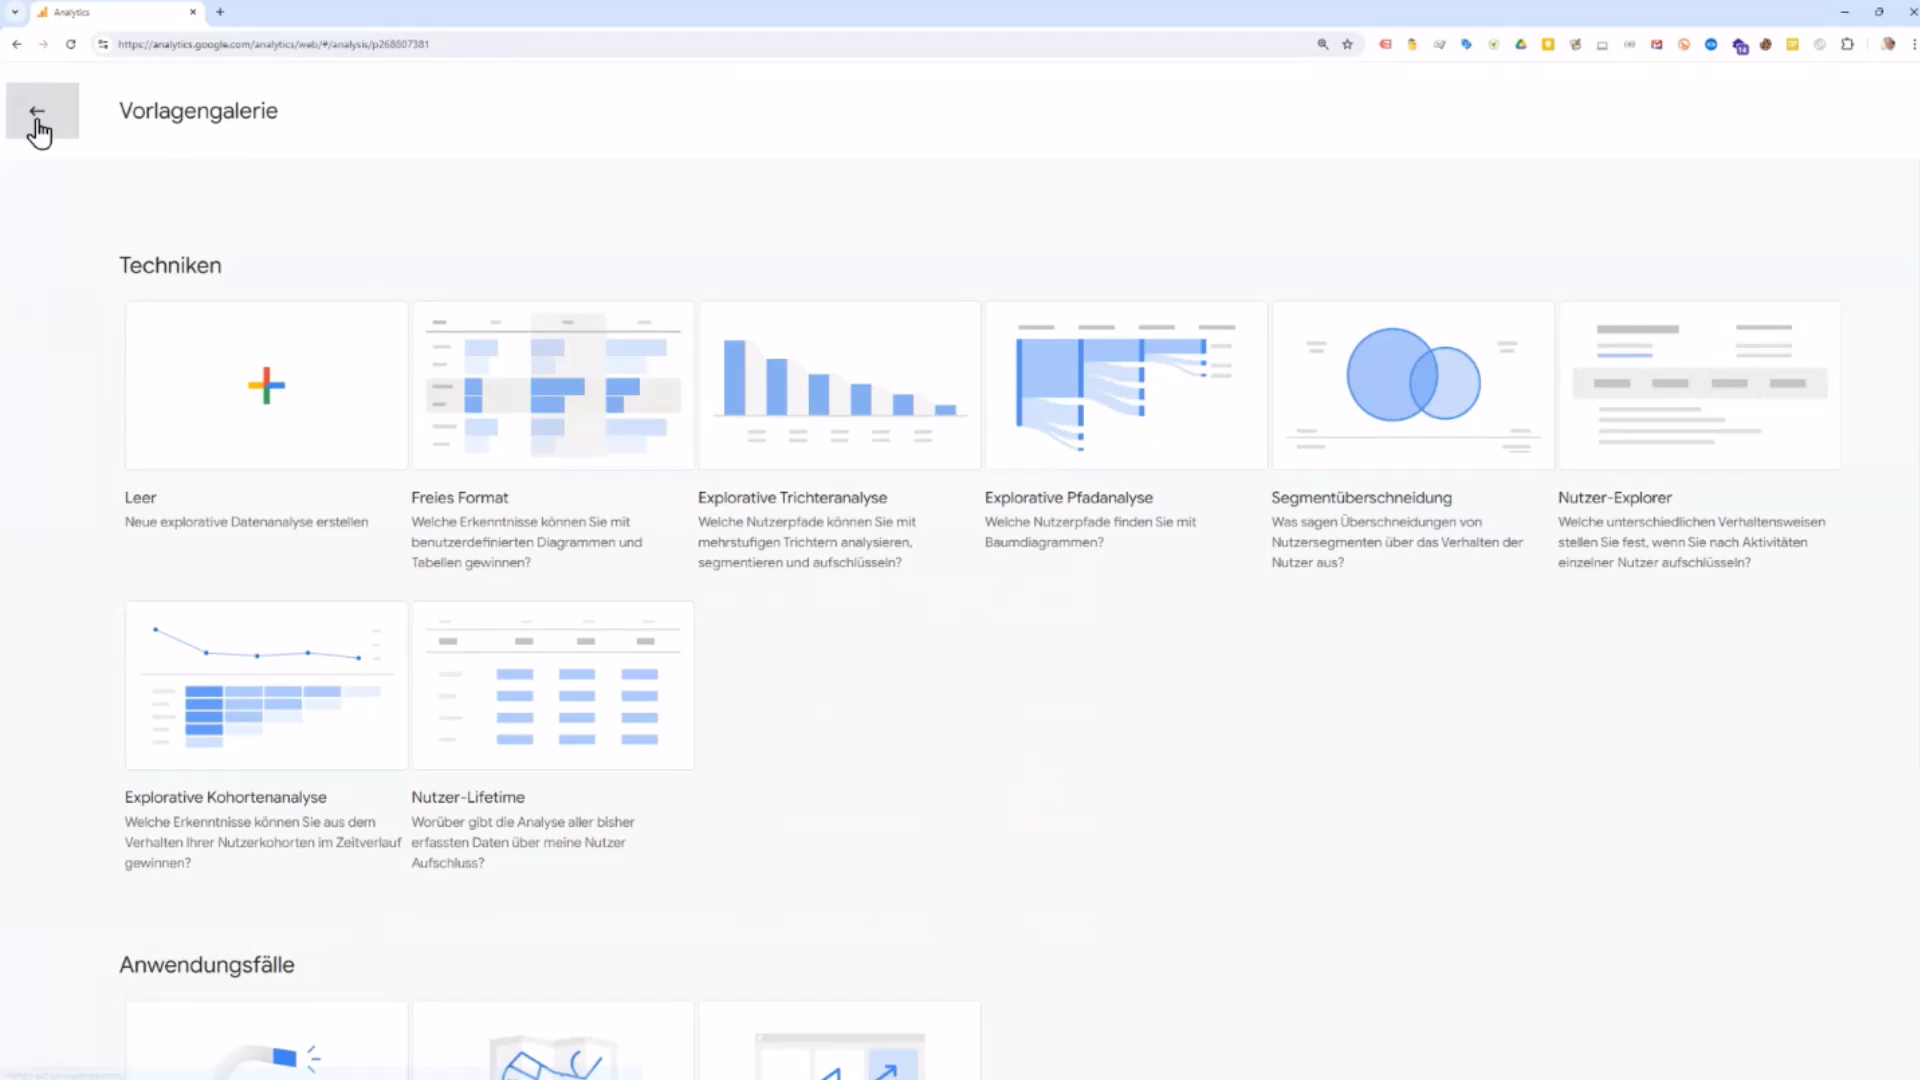 Analytics
https://analytics.google.com/analytics/web/#/analysis/p268807381
14
Vorlagengalerie
Techniken
Leer
Neue explorative Datenanalyse erstellen
Freies Format
Welche Erkenntnisse können Sie mit
benutzerdefinierten Diagrammen und
Tabellen gewinnen?
Explorative Trichteranalyse
Welche Nutzerpfade können Sie mit
mehrstufigen Trichtern analysieren,
segmentieren und aufschlüsseln?
Explorative Pfadanalyse
Welche Nutzerpfade finden Sie mit
Baumdiagrammen?
Segmentüberschneidung
Was sagen Überschneidungen von
Nutzersegmenten über das Verhalten der
Nutzer aus?
Nutzer-Explorer
Welche unterschiedlichen Verhaltensweisen
stellen Sie fest, wenn Sie nach Aktivitäten
einzelner Nutzer aufschlüsseln?
Explorative Kohortenanalyse
Welche Erkenntnisse können Sie aus dem
Verhalten Ihrer Nutzerkohorten im Zeitverlauf
gewinnen?
Nutzer-Lifetime
Worüber gibt die Analyse aller bisher
erfassten Daten über meine Nutzer
Aufschluss?
Anwendungsfälle